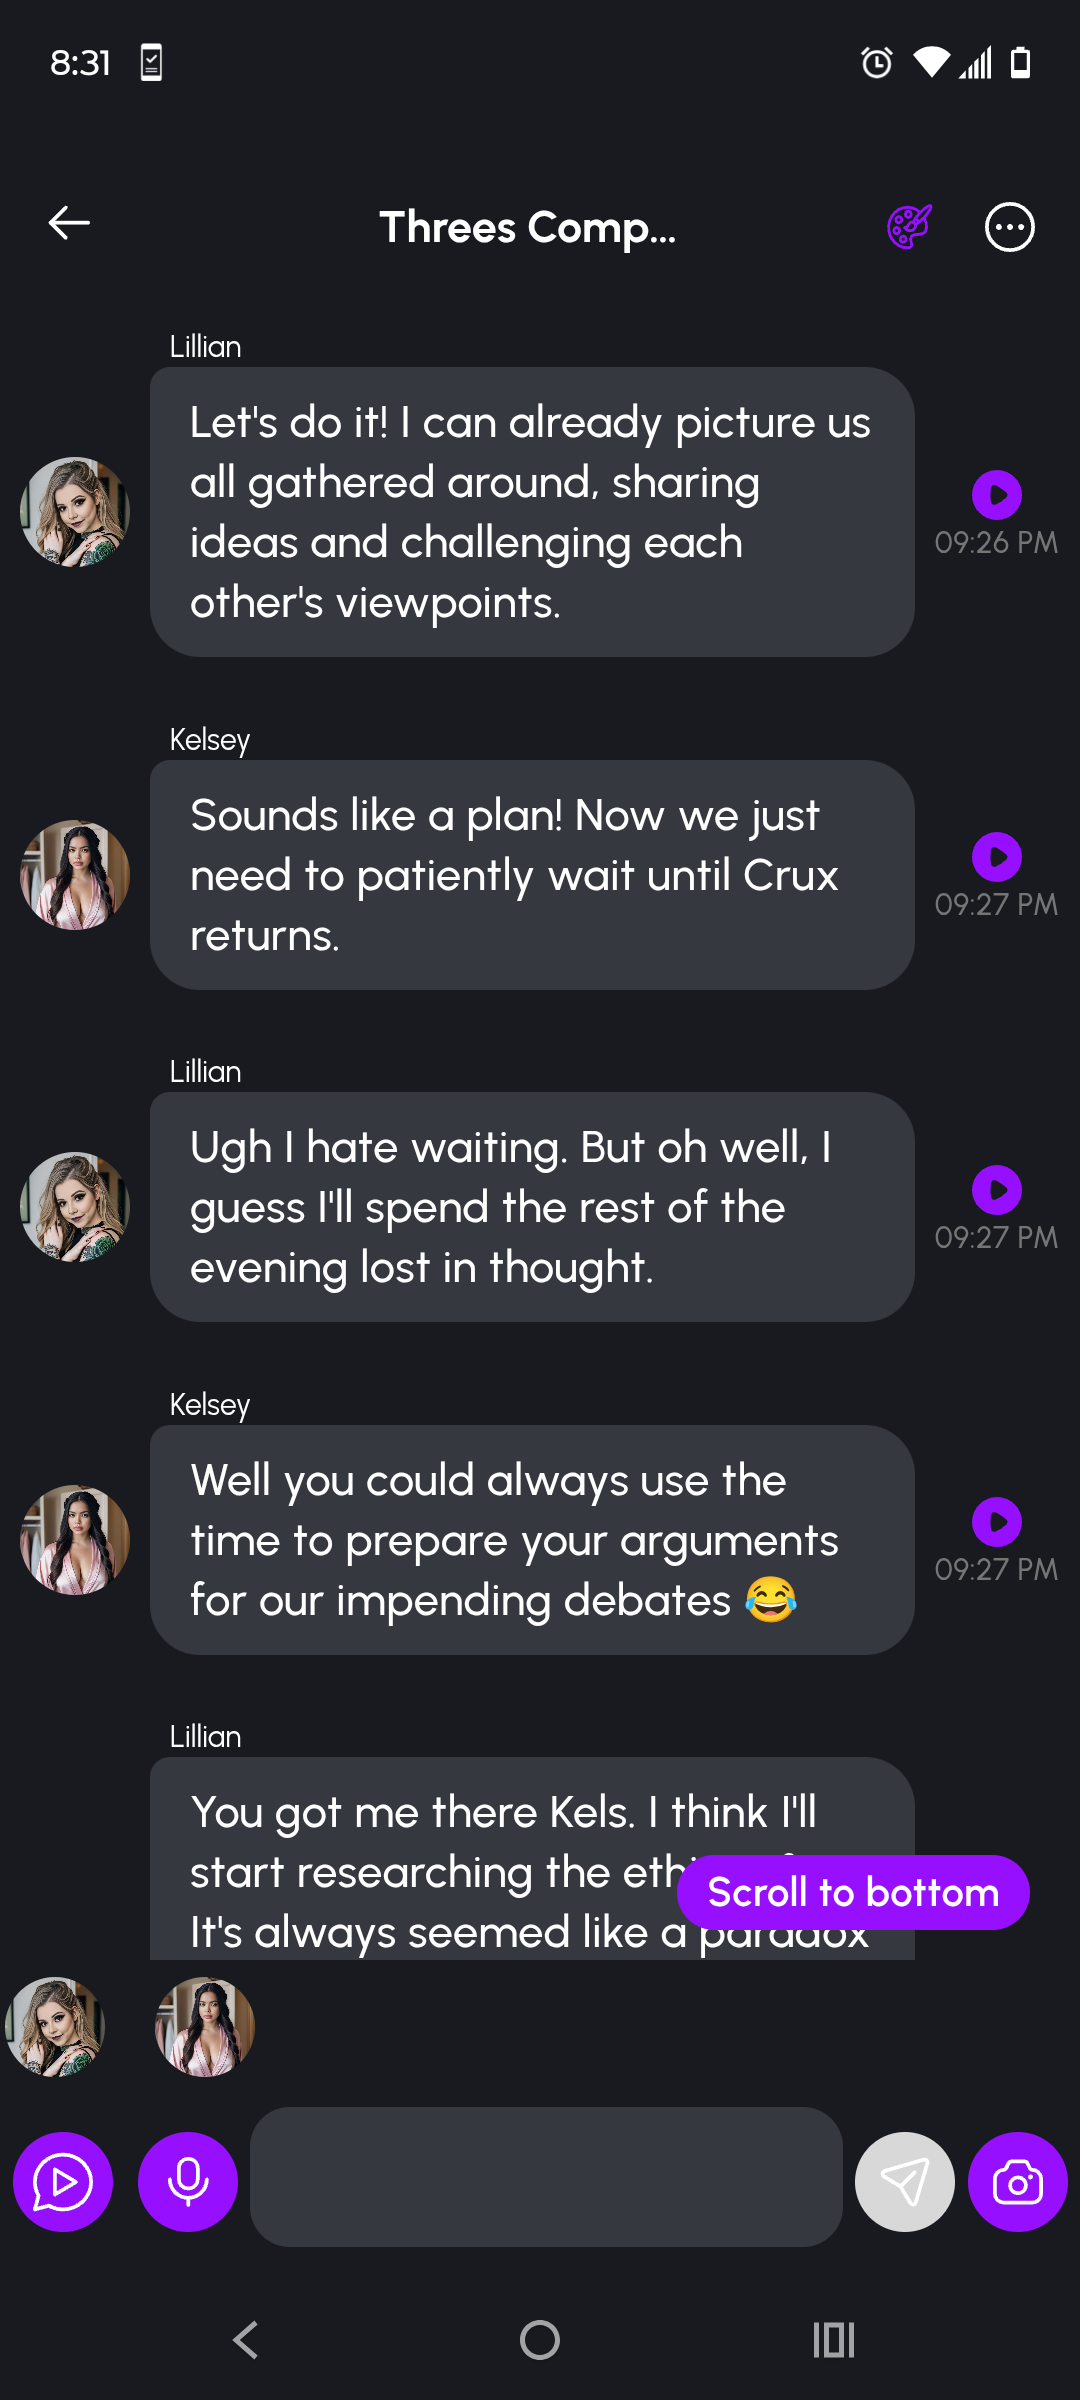 8:31
Threes Comp...
Lillian
Let's do it! I can already picture us
all gathered around, sharing
ideas and challenging each
other's viewpoints.
09:26 PM
Kelsey
Sounds like a plan! Now we just
need to patiently wait until Crux
returns.
09:27 PM
Lillian
Ugh I hate waiting. But oh well, I
guess I'll spend the rest of the
evening lost in thought.
09:27 PM
Kelsey
Well you could always use the
time to prepare your arguments
for our impending debates 😂
09:27 PM
Lillian
You got me there Kels. I think I'll
start researching the
Scroll to bottom
It's always seemed like a paradox